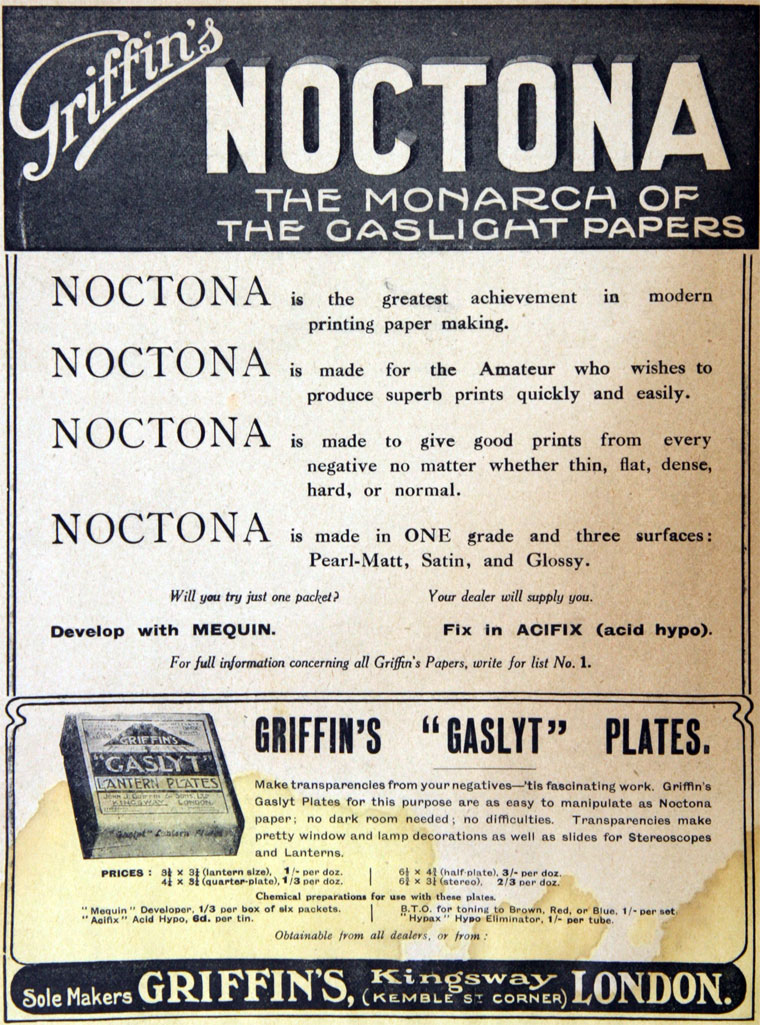 Griffin's
NOCTONA
THE MONARCH OF
THE GASLIGHT PAPERS
NOCTONA is the greatest achievement in modern
printing paper making.
NOCTONA is made for the Amateur who wishes to
produce superb prints quickly and easily.
NOCTONA is made to give good prints from every
negative no matter whether thin, flat, dense,
hard, or normal.
NOCTONA is made in ONE grade and three surfaces:
Pearl-Matt, Satin, and Glossy.
Will you try just one packet? Your dealer will supply you.
Develop with MEQUIN. Fix in ACIFIX (acid hypo).
For full information concerning all Griffin's Papers, write for list No. 1.
GRIFFIN'S "GASLYT" PLATES.
GRIFFIN'S
"GASLYT"
LANTERN PLATES
JOHN J. GRIFFIN & SONS LTD
KINGSWAY, LONDON.
"Gaslyt" Lantern Plates
Make transparencies from your negatives—'tis fascinating work. Griffin's
Gaslyt Plates for this purpose are as easy to manipulate as Noctona
paper; no dark room needed; no difficulties. Transparencies make
pretty window and lamp decorations as well as slides for Stereoscopes
and Lanterns.
PRICES: 3¼ × 3¼ (lantern size), 1/- per doz. | 6½ × 4¾ (half-plate), 3/- per doz.
4¼ × 3¼ (quarter-plate), 1/3 per doz. | 6¾ × 3¼ (stereo), 2/3 per doz.
Chemical preparations for use with these plates.
"Mequin" Developer, 1/3 per box of six packets. | B.T.O. for toning to Brown, Red, or Blue, 1/- per set.
"Acifix" Acid Hypo, 6d. per tin. | "Hypax" Hypo Eliminator, 1/- per tube.
Obtainable from all dealers, or from:
Sole Makers GRIFFIN'S, Kingsway (KEMBLE ST CORNER) LONDON.